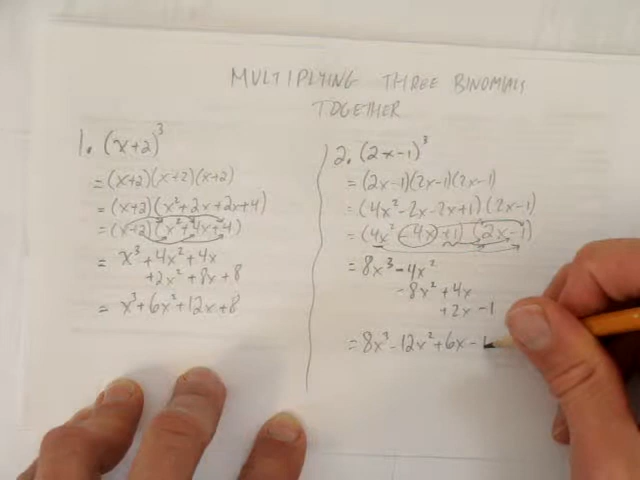 MULTIPLYING THREE BINOMIALS
TOGETHER
1. (x+2)³
= (x+2)(x+2)(x+2)
= (x+2)(x²+2x+2x+4)
= (x+2)(x²+4x+4)
= x³+4x²+4x
+2x²+8x+8
= x³+6x²+12x+8
2. (2x-1)³
= (2x-1)(2x-1)(2x-1)
= (4x²-2x-2x+1)(2x-1)
= (4x²-4x+1)(2x-1)
= 8x³-4x²
-8x²+4x
+2x-1
= 8x³-12x²+6x-1